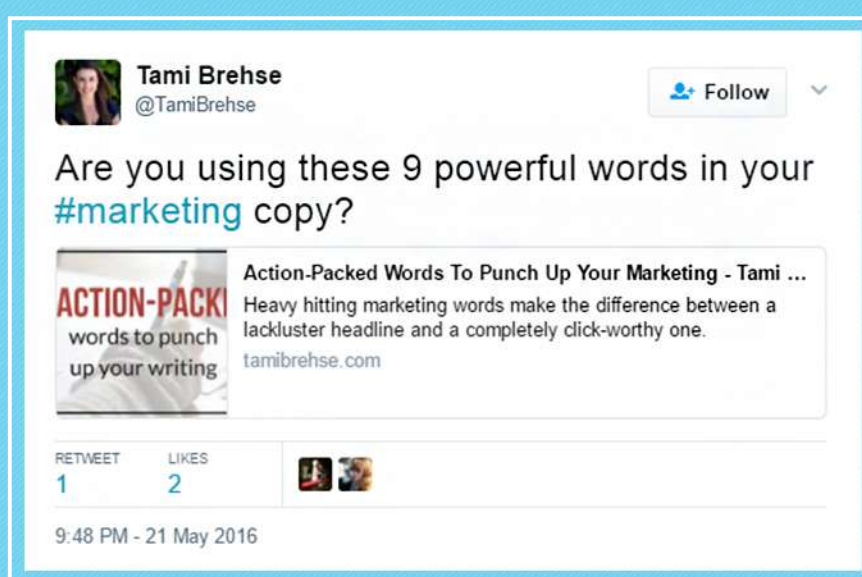 Tami Brehse
@TamiBrehse
Follow
Are you using these 9 powerful words in your
#marketing copy?
ACTION-PACK
words to punch
up your writing
Action-Packed Words To Punch Up Your Marketing - Tami ...
Heavy hitting marketing words make the difference between a
lackluster headline and a completely click-worthy one.
tamibrehse.com
RETWEET LIKES
1 2
9:48 PM - 21 May 2016